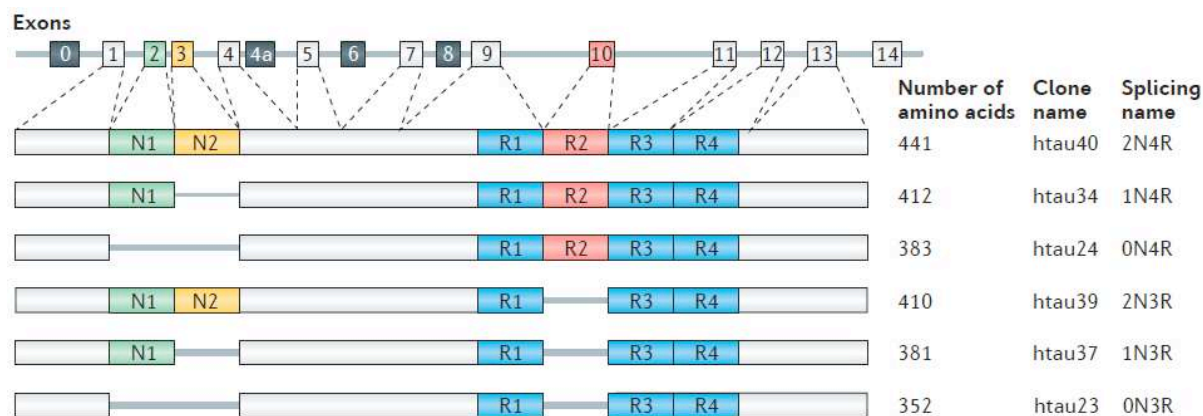 Exons
0 1 2 3 4 4a 5 6 7 8 9 10 11 12 13 14
Number of amino acids Clone name Splicing name
N1 N2 R1 R2 R3 R4 441 htau40 2N4R
N1 R1 R2 R3 R4 412 htau34 1N4R
R1 R2 R3 R4 383 htau24 0N4R
N1 N2 R1 R3 R4 410 htau39 2N3R
N1 R1 R3 R4 381 htau37 1N3R
R1 R3 R4 352 htau23 0N3R